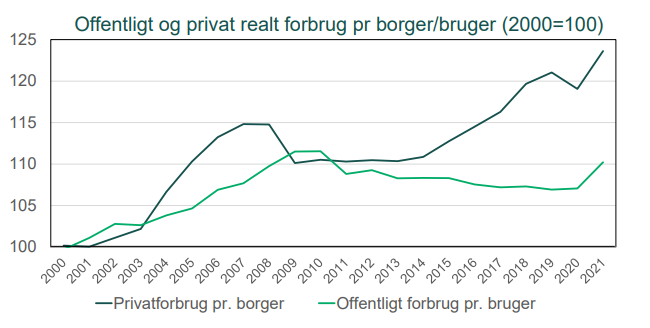 Offentligt og privat realt forbrug pr borger/bruger (2000=100)
125
120
115
110
105
100
2000 2001 2002 2003 2004 2005 2006 2007 2008 2009 2010 2011 2012 2013 2014 2015 2016 2017 2018 2019 2020 2021
Privatforbrug pr. borger Offentligt forbrug pr. bruger